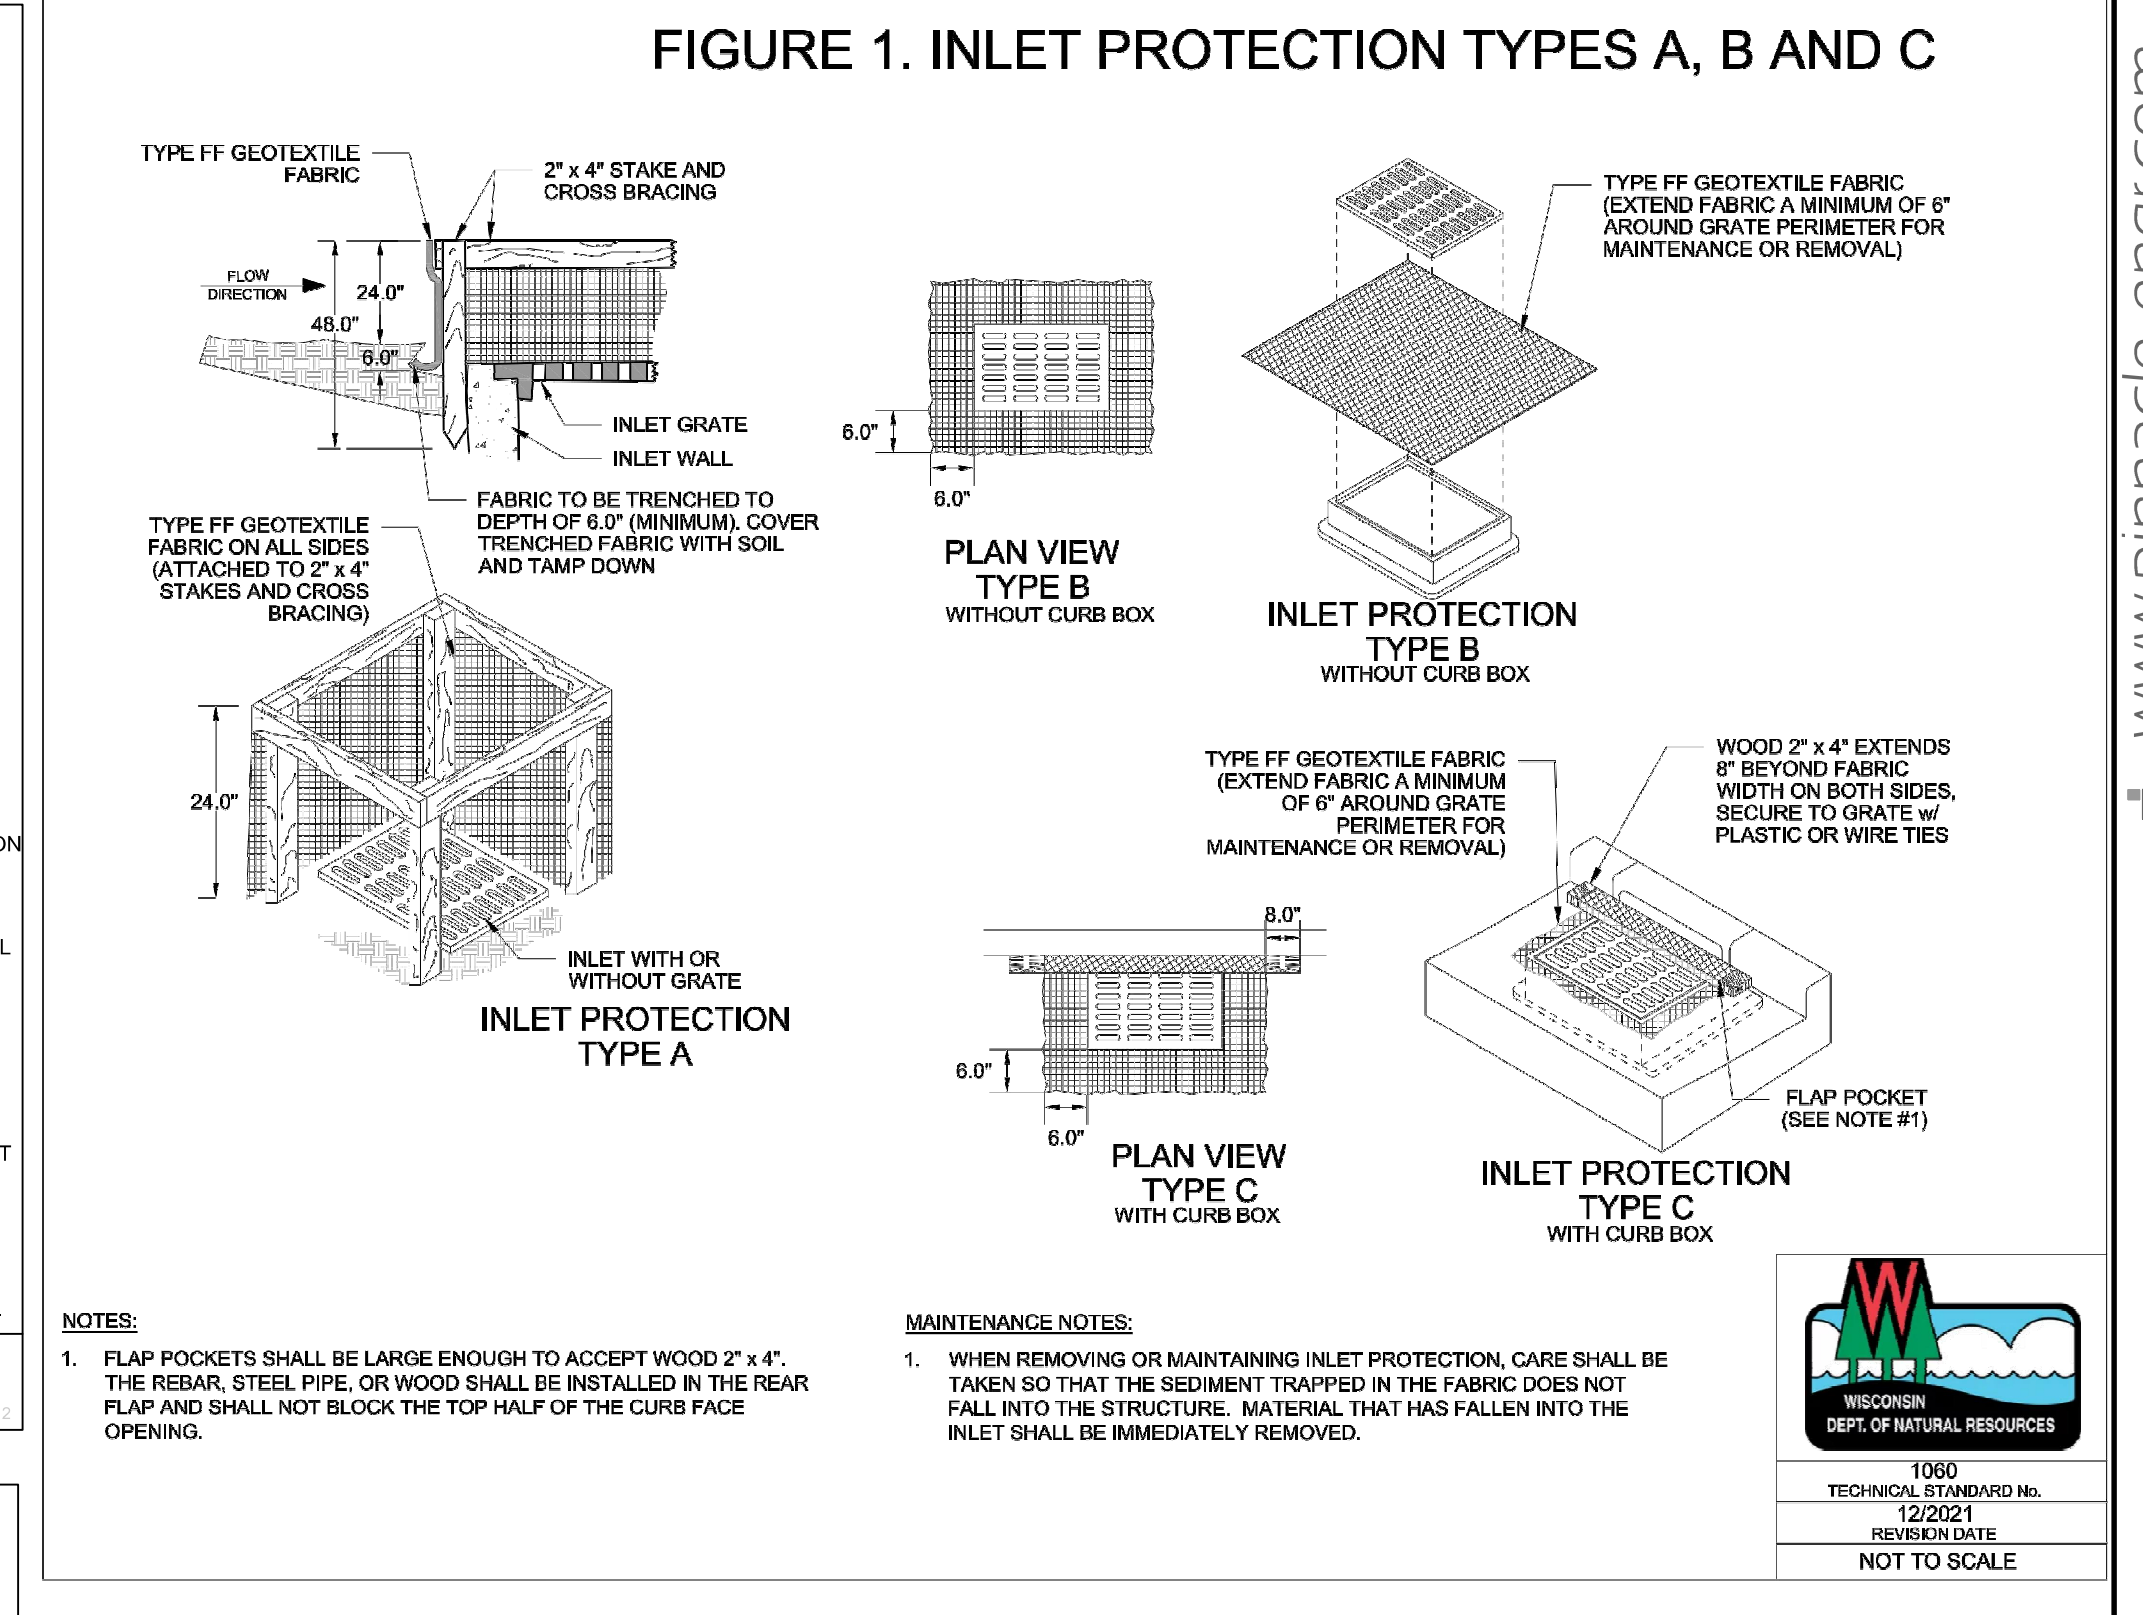 FIGURE 1. INLET PROTECTION TYPES A, B AND C
TYPE FF GEOTEXTILE
FABRIC
2" x 4" STAKE AND
CROSS BRACING
FLOW
DIRECTION
24.0"
48.0"
6.0"
INLET GRATE
INLET WALL
FABRIC TO BE TRENCHED TO
DEPTH OF 6.0" (MINIMUM). COVER
TRENCHED FABRIC WITH SOIL
AND TAMP DOWN
TYPE FF GEOTEXTILE
FABRIC ON ALL SIDES
(ATTACHED TO 2" x 4"
STAKES AND CROSS
BRACING)
24.0"
INLET WITH OR
WITHOUT GRATE
INLET PROTECTION
TYPE A
6.0"
6.0"
PLAN VIEW
TYPE B
WITHOUT CURB BOX
TYPE FF GEOTEXTILE FABRIC
(EXTEND FABRIC A MINIMUM OF 6"
AROUND GRATE PERIMETER FOR
MAINTENANCE OR REMOVAL)
INLET PROTECTION
TYPE B
WITHOUT CURB BOX
TYPE FF GEOTEXTILE FABRIC
(EXTEND FABRIC A MINIMUM
OF 6" AROUND GRATE
PERIMETER FOR
MAINTENANCE OR REMOVAL)
WOOD 2" x 4" EXTENDS
8" BEYOND FABRIC
WIDTH ON BOTH SIDES,
SECURE TO GRATE w/
PLASTIC OR WIRE TIES
8.0"
6.0"
6.0"
PLAN VIEW
TYPE C
WITH CURB BOX
FLAP POCKET
(SEE NOTE #1)
INLET PROTECTION
TYPE C
WITH CURB BOX
NOTES:
1. FLAP POCKETS SHALL BE LARGE ENOUGH TO ACCEPT WOOD 2" x 4".
THE REBAR, STEEL PIPE, OR WOOD SHALL BE INSTALLED IN THE REAR
FLAP AND SHALL NOT BLOCK THE TOP HALF OF THE CURB FACE
OPENING.
MAINTENANCE NOTES:
1. WHEN REMOVING OR MAINTAINING INLET PROTECTION, CARE SHALL BE
TAKEN SO THAT THE SEDIMENT TRAPPED IN THE FABRIC DOES NOT
FALL INTO THE STRUCTURE. MATERIAL THAT HAS FALLEN INTO THE
INLET SHALL BE IMMEDIATELY REMOVED.
W
WISCONSIN
DEPT. OF NATURAL RESOURCES
1060
TECHNICAL STANDARD No.
12/2021
REVISION DATE
NOT TO SCALE
ON
L
T
2